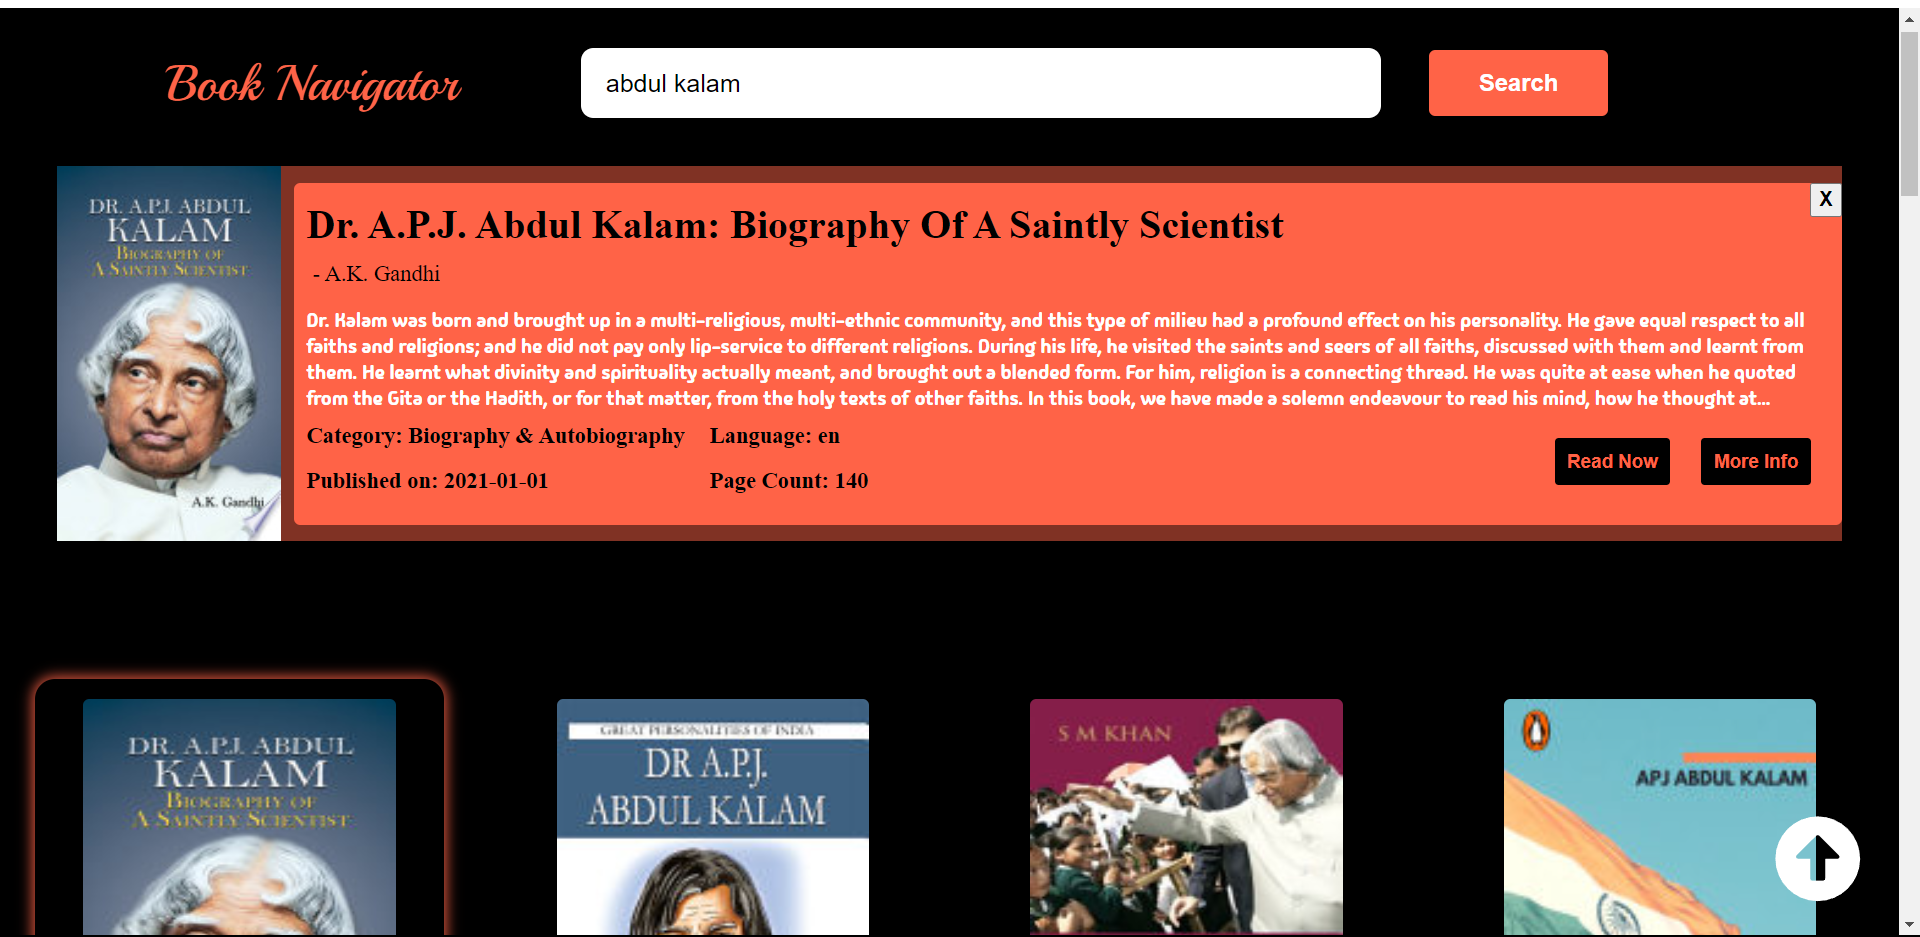 Book Navigator
abdul kalam
Search
DR. A.P.J. ABDUL
KALAM
BIOGRAPHY OF
A SAINTLY SCIENTIST
A.K. Gandhi
X
Dr. A.P.J. Abdul Kalam: Biography Of A Saintly Scientist
- A.K. Gandhi
Dr. Kalam was born and brought up in a multi-religious, multi-ethnic community, and this type of milieu had a profound effect on his personality. He gave equal respect to all
faiths and religions; and he did not pay only lip-service to different religions. During his life, he visited the saints and seers of all faiths, discussed with them and learnt from
them. He learnt what divinity and spirituality actually meant, and brought out a blended form. For him, religion is a connecting thread. He was quite at ease when he quoted
from the Gita or the Hadith, or for that matter, from the holy texts of other faiths. In this book, we have made a solemn endeavour to read his mind, how he thought at...
Category: Biography & Autobiography
Language: en
Published on: 2021-01-01
Page Count: 140
Read Now
More Info
DR. A.P.J. ABDUL
KALAM
BIOGRAPHY OF
A SAINTLY SCIENTIST
GREAT PERSONALITIES OF INDIA
DR A.P.J.
ABDUL KALAM
S M KHAN
APJ ABDUL KALAM